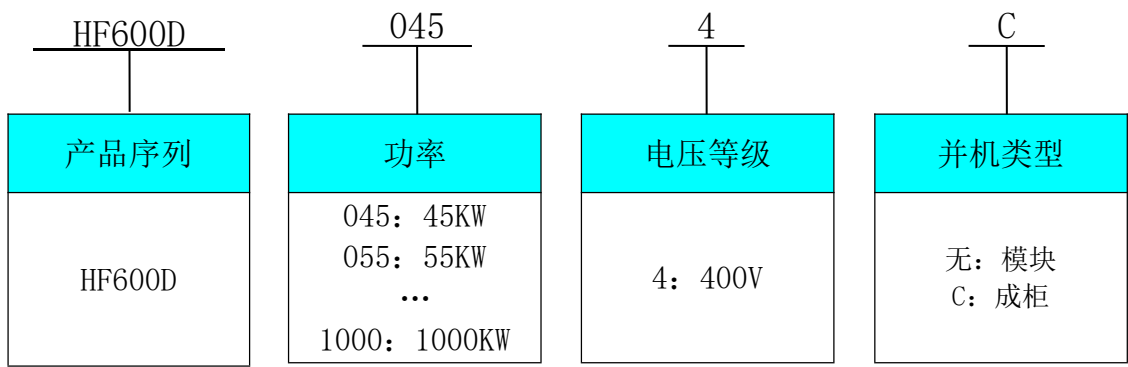 HF600D 045 4 C
产品序列 功率 电压等级 并机类型
HF600D
045：45KW
055：55KW
…
1000：1000KW
4：400V
无：模块
C：成柜